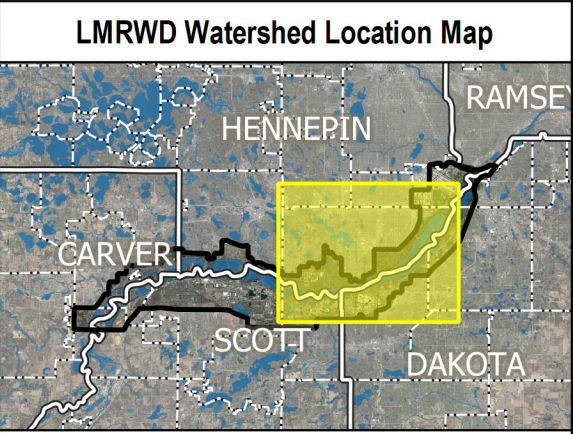 LMRWD Watershed Location Map
RAMSEY
HENNEPIN
CARVER
SCOTT
DAKOTA